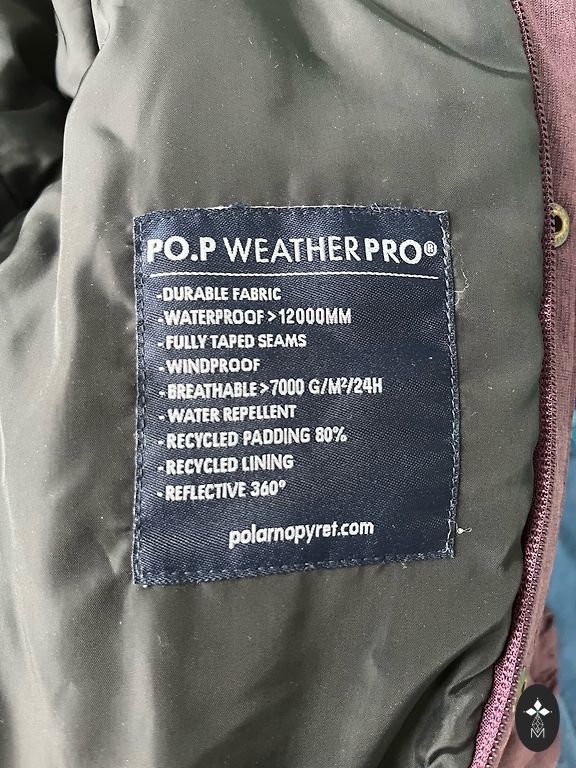 PO.P WEATHERPRO®
-DURABLE FABRIC
-WATERPROOF >12000MM
-FULLY TAPED SEAMS
-WINDPROOF
-BREATHABLE >7000 G/M²/24H
-WATER REPELLENT
-RECYCLED PADDING 80%
-RECYCLED LINING
-REFLECTIVE 360º
polarnopyret.com